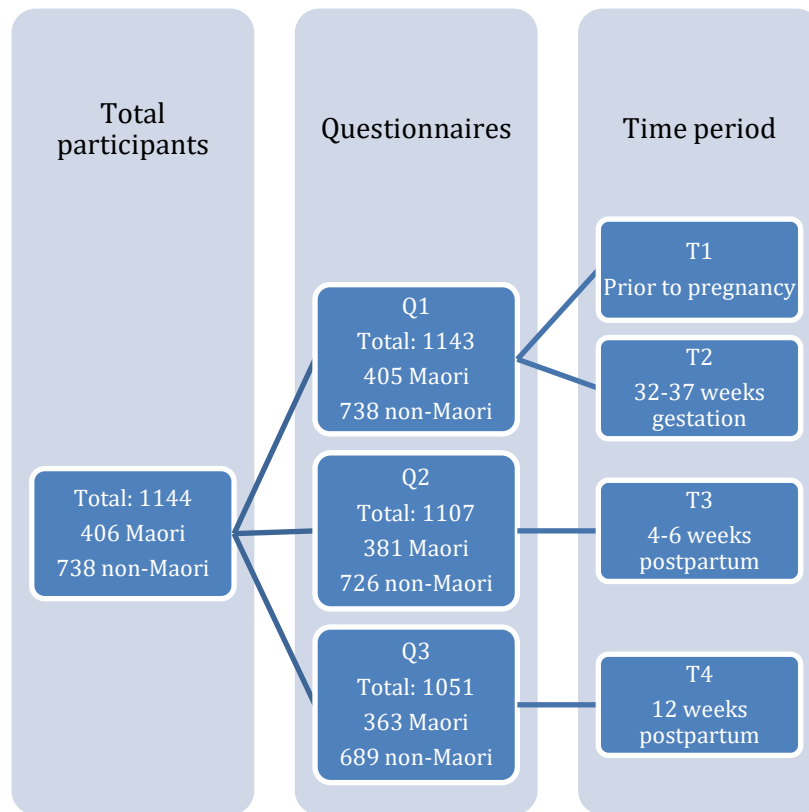 Total
participants
Questionnaires
Time period
Total: 1144
406 Maori
738 non-Maori
Q1
Total: 1143
405 Maori
738 non-Maori
Q2
Total: 1107
381 Maori
726 non-Maori
Q3
Total: 1051
363 Maori
689 non-Maori
T1
Prior to pregnancy
T2
32-37 weeks
gestation
T3
4-6 weeks
postpartum
T4
12 weeks
postpartum